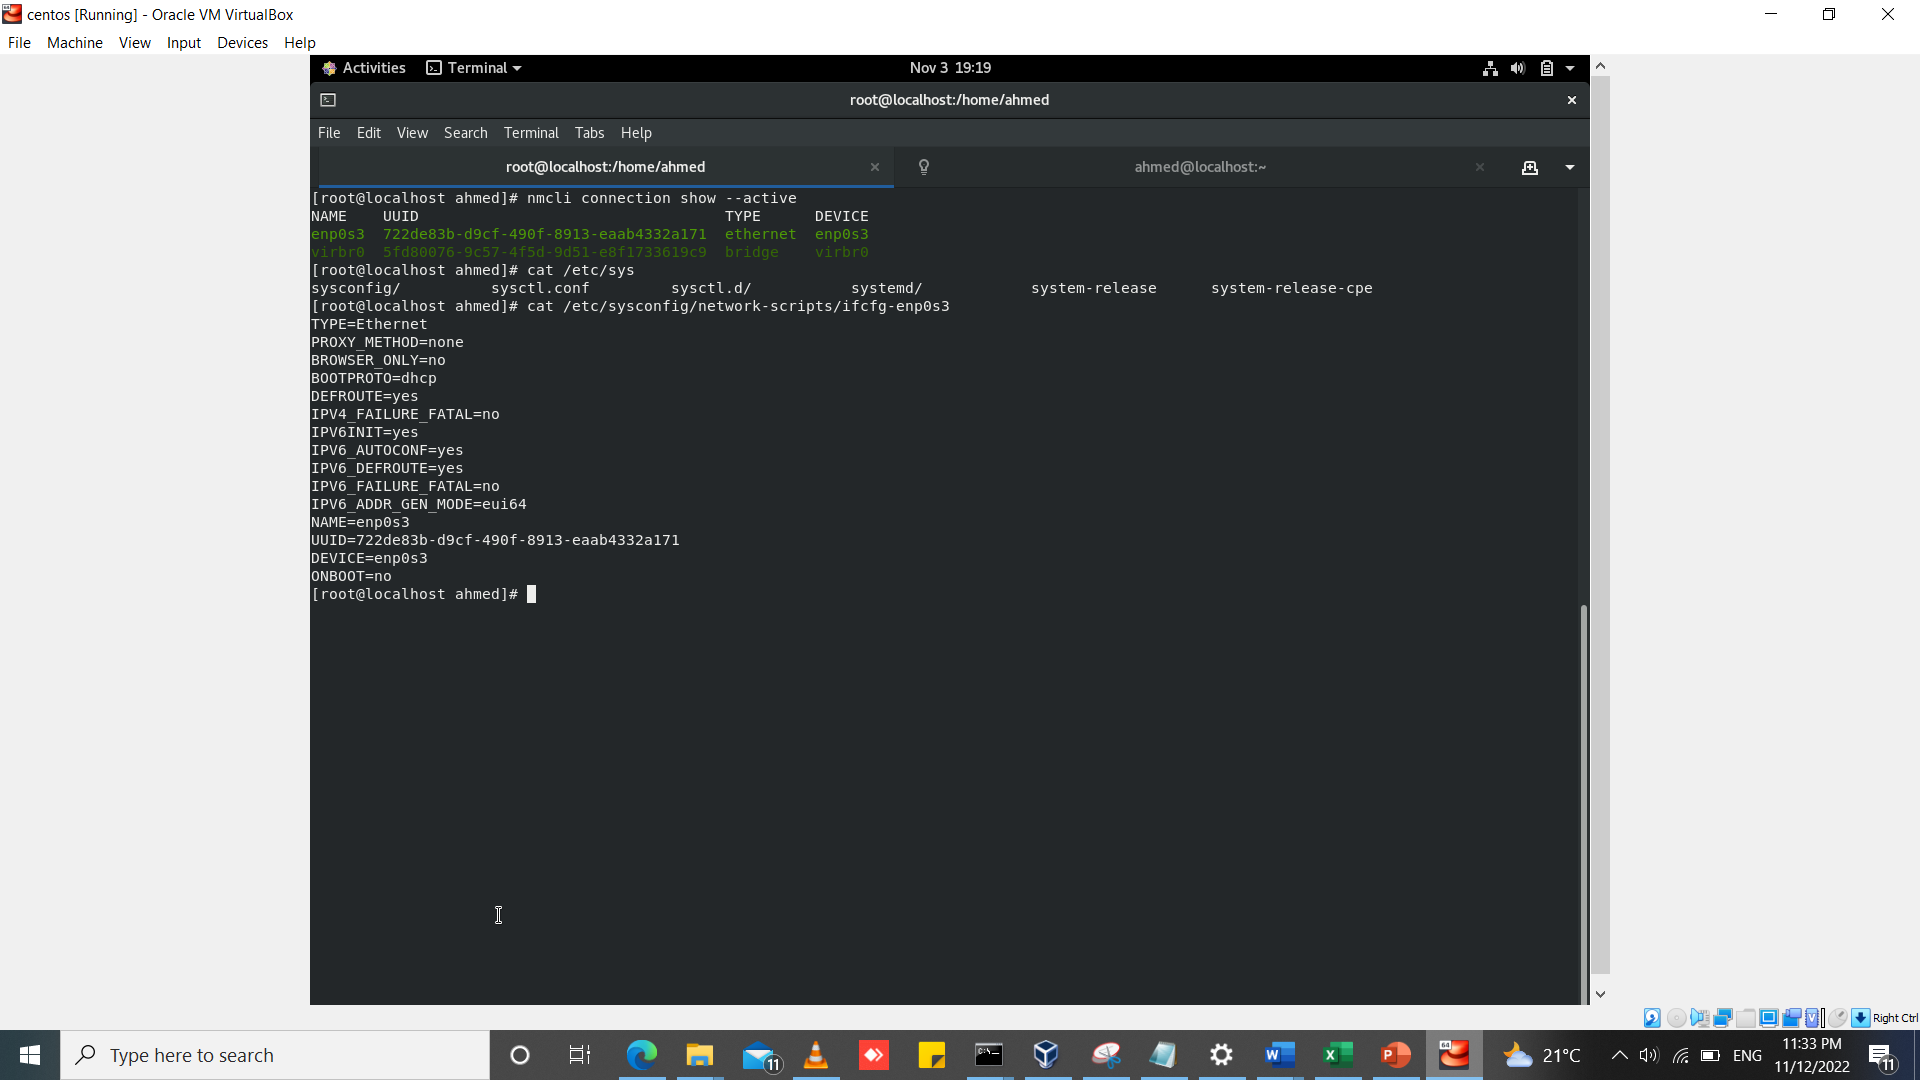 centos [Running] - Oracle VM VirtualBox
File Machine View Input Devices Help
Activities Terminal Nov 3 19:19
root@localhost:/home/ahmed
File Edit View Search Terminal Tabs Help
root@localhost:/home/ahmed ahmed@localhost:~
[root@localhost ahmed]# nmcli connection show --active
NAME UUID TYPE DEVICE
enp0s3 722de83b-d9cf-490f-8913-eaab4332a171 ethernet enp0s3
virbr0 5fd80076-9c57-4f5d-9d51-e8f1733619c9 bridge virbr0
[root@localhost ahmed]# cat /etc/sys
sysconfig/ sysctl.conf sysctl.d/ systemd/ system-release system-release-cpe
[root@localhost ahmed]# cat /etc/sysconfig/network-scripts/ifcfg-enp0s3
TYPE=Ethernet
PROXY_METHOD=none
BROWSER_ONLY=no
BOOTPROTO=dhcp
DEFROUTE=yes
IPV4_FAILURE_FATAL=no
IPV6INIT=yes
IPV6_AUTOCONF=yes
IPV6_DEFROUTE=yes
IPV6_FAILURE_FATAL=no
IPV6_ADDR_GEN_MODE=eui64
NAME=enp0s3
UUID=722de83b-d9cf-490f-8913-eaab4332a171
DEVICE=enp0s3
ONBOOT=no
[root@localhost ahmed]#
Right Ctrl
Type here to search 11 21°C ENG 11:33 PM 11
11/12/2022